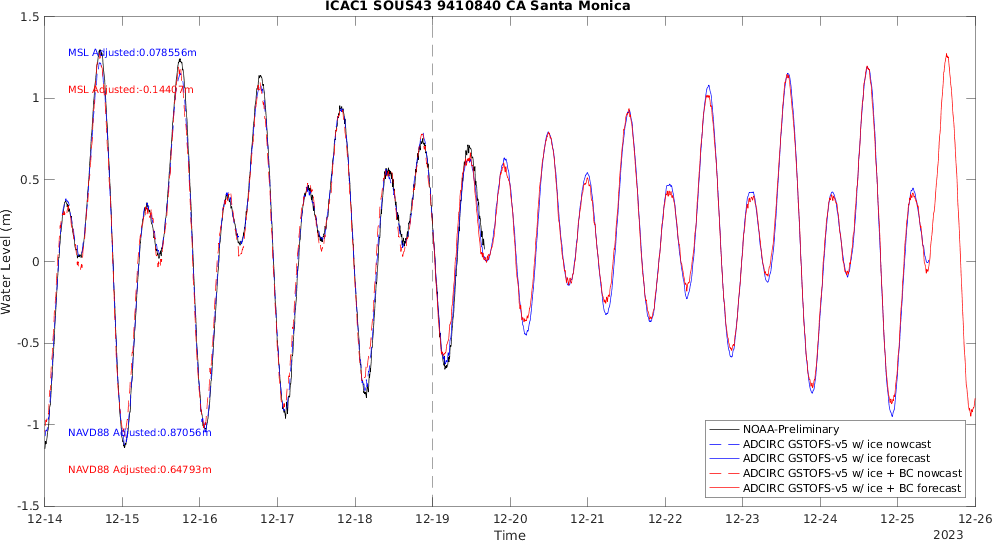 ICAC1 SOUS43 9410840 CA Santa Monica
1.5
MSL Adjusted:0.078556m
1
MSL Adjusted:-0.14407m
0.5
Water Level (m)
0
-0.5
-1
NAVD88 Adjusted:0.87056m
NAVD88 Adjusted:0.64793m
-1.5
NOAA-Preliminary
ADCIRC GSTOFS-v5 w/ ice nowcast
ADCIRC GSTOFS-v5 w/ ice forecast
ADCIRC GSTOFS-v5 w/ ice + BC nowcast
ADCIRC GSTOFS-v5 w/ ice + BC forecast
12-14 12-15 12-16 12-17 12-18 12-19 12-20 12-21 12-22 12-23 12-24 12-25 12-26
Time
2023